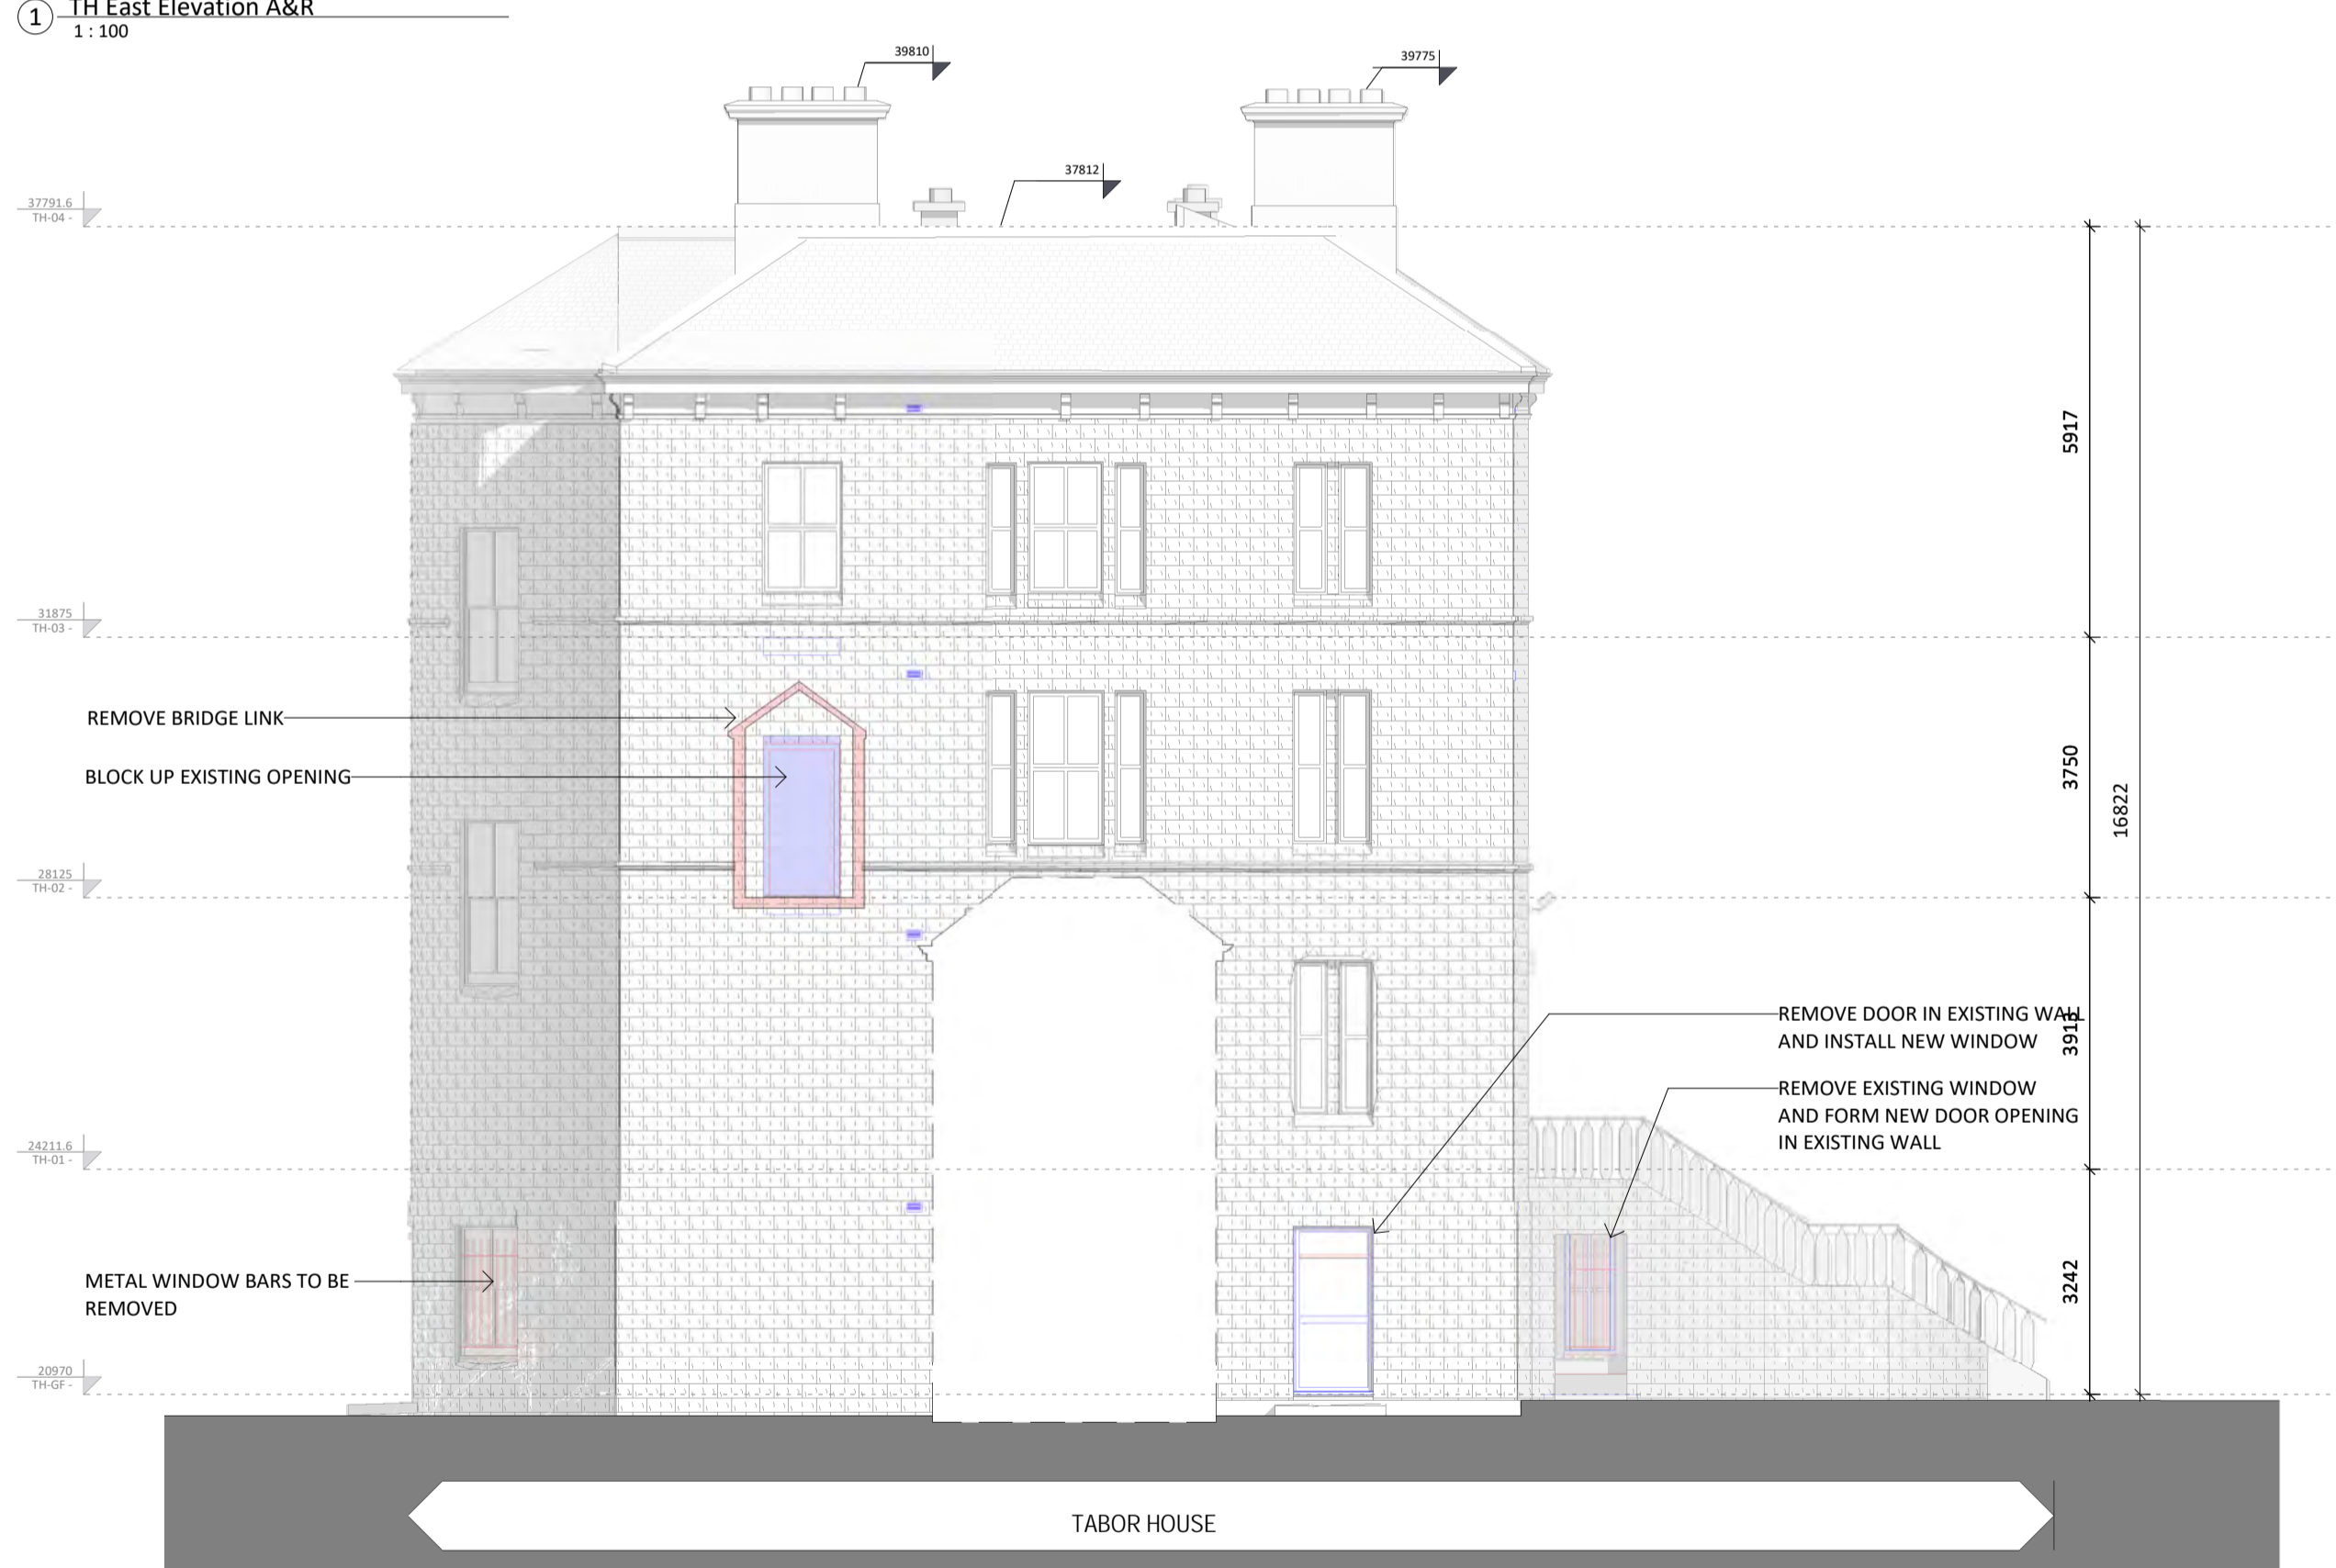 1 TH East Elevation A&R
1 : 100
39810
39775
37812
37791.6
TH-04 -
5917
31875
TH-03 -
REMOVE BRIDGE LINK
BLOCK UP EXISTING OPENING
3750
16822
28125
TH-02 -
REMOVE DOOR IN EXISTING WALL
AND INSTALL NEW WINDOW
3913
REMOVE EXISTING WINDOW
AND FORM NEW DOOR OPENING
IN EXISTING WALL
24211.6
TH-01 -
METAL WINDOW BARS TO BE
REMOVED
3242
20970
TH-GF -
TABOR HOUSE